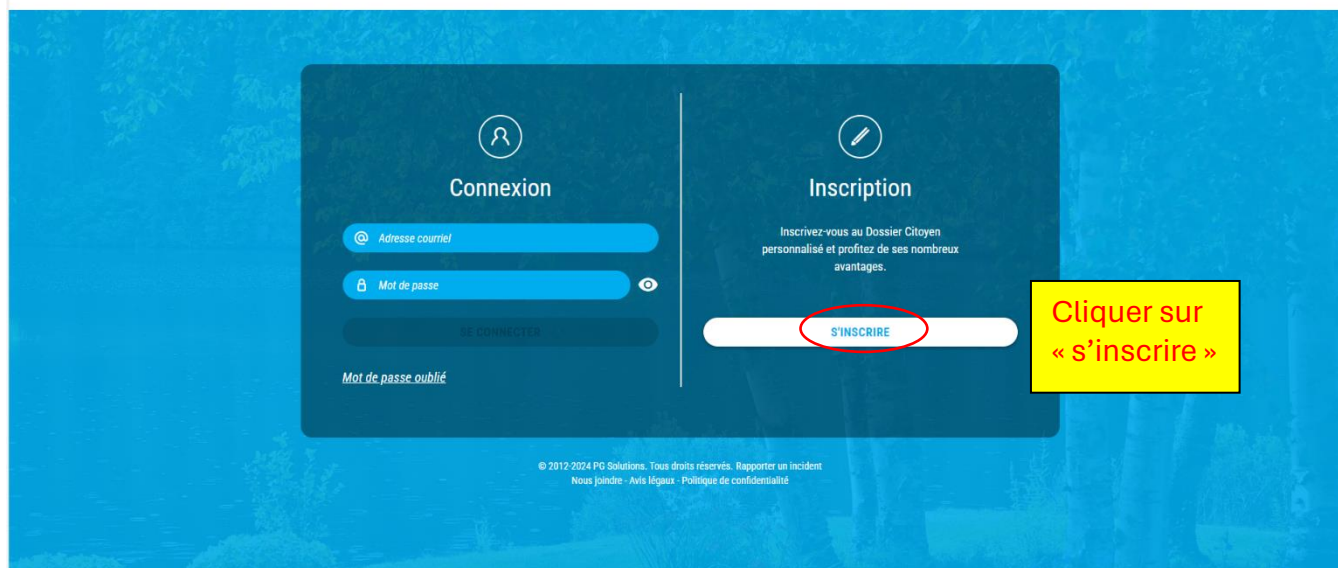 Connexion
@ Adresse courriel
Mot de passe
SE CONNECTER
Mot de passe oublié
Inscription
Inscrivez-vous au Dossier Citoyen
personnalisé et profitez de ses nombreux
avantages.
S'INSCRIRE
Cliquer sur
« s’inscrire »
© 2012-2024 PG Solutions. Tous droits réservés. Rapporter un incident
Nous joindre - Avis légaux - Politique de confidentialité